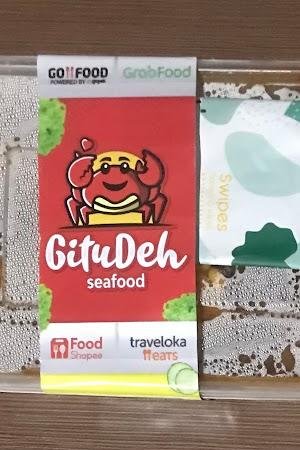 GO FOOD GrabFood
POWERED BY gojek
GituDeh
seafood
Food traveloka
Shopee EATS
Swipes